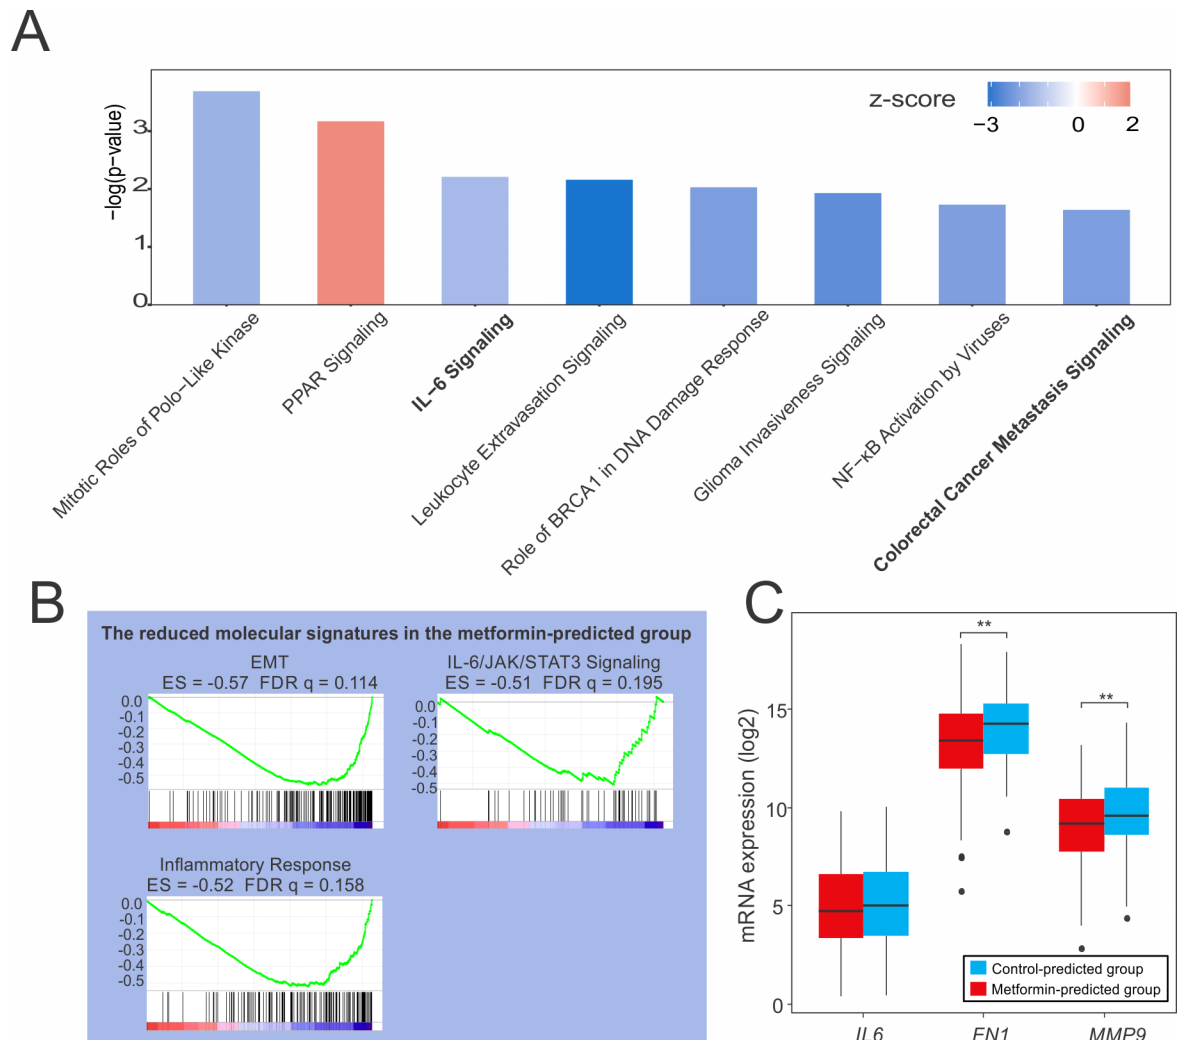 A
−log(p−value)
3
2
1
0
z-score
−3 0 2
Mitotic Roles of Polo−Like Kinase
PPAR Signaling
IL−6 Signaling
Leukocyte Extravasation Signaling
Role of BRCA1 in DNA Damage Response
Glioma Invasiveness Signaling
NF−κB Activation by Viruses
Colorectal Cancer Metastasis Signaling
B
The reduced molecular signatures in the metformin-predicted group
EMT
ES = -0.57 FDR q = 0.114
0.0
-0.1
-0.2
-0.3
-0.4
-0.5
IL-6/JAK/STAT3 Signaling
ES = -0.51 FDR q = 0.195
0.0
-0.1
-0.2
-0.3
-0.4
-0.5
Inflammatory Response
ES = -0.52 FDR q = 0.158
0.0
-0.1
-0.2
-0.3
-0.4
-0.5
C
mRNA expression (log2)
15
10
5
0
**
**
Control-predicted group
Metformin-predicted group
IL6 FN1 MMP9